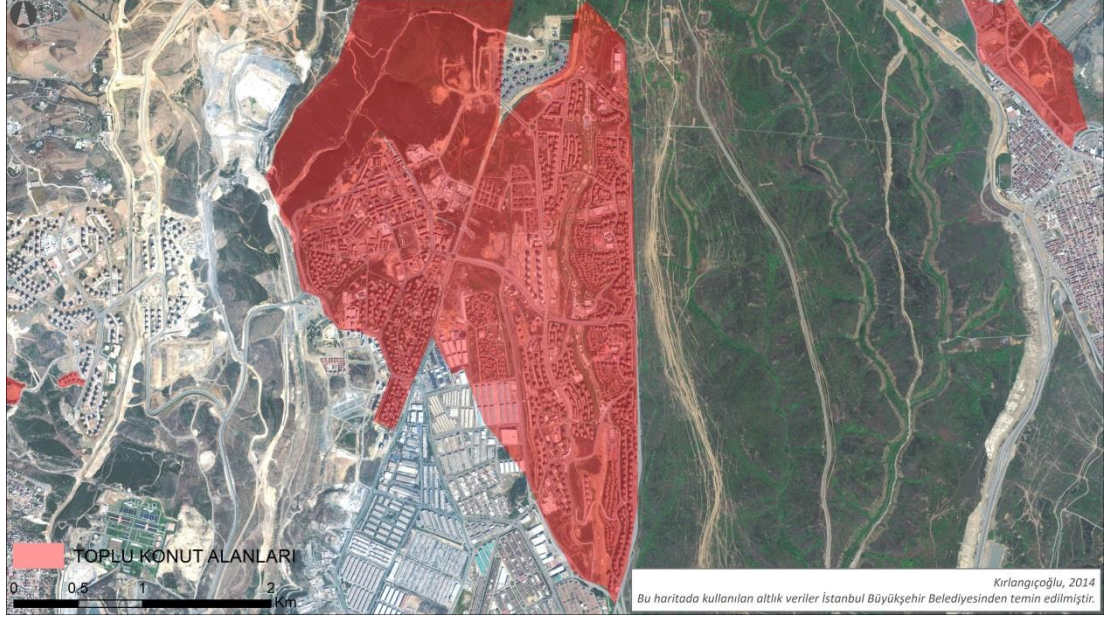 TOPLU KONUT ALANLARI
0 0,5 1 2
Km
Kırlangıçoğlu, 2014
Bu haritada kullanılan altlık veriler İstanbul Büyükşehir Belediyesinden temin edilmiştir.